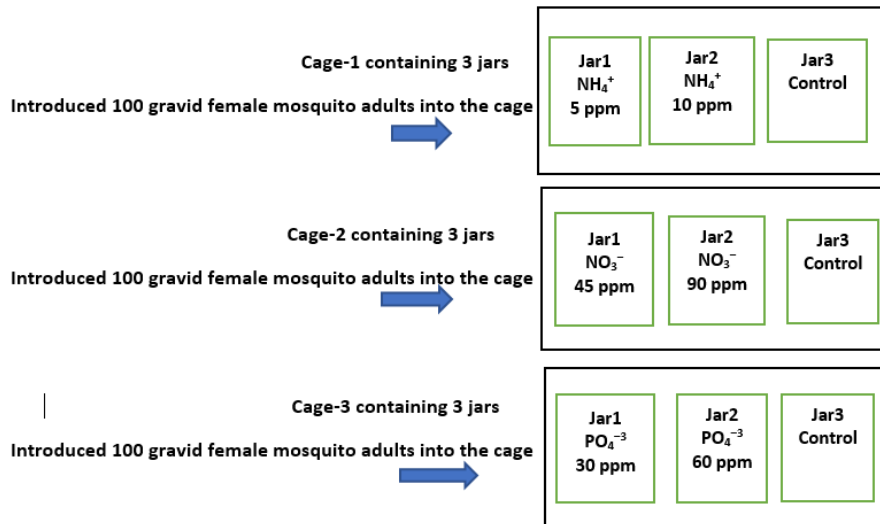 Cage-1 containing 3 jars
Introduced 100 gravid female mosquito adults into the cage
Jar1
NH₄⁺
5 ppm
Jar2
NH₄⁺
10 ppm
Jar3
Control
Cage-2 containing 3 jars
Introduced 100 gravid female mosquito adults into the cage
Jar1
NO₃⁻
45 ppm
Jar2
NO₃⁻
90 ppm
Jar3
Control
Cage-3 containing 3 jars
Introduced 100 gravid female mosquito adults into the cage
Jar1
PO₄⁻³
30 ppm
Jar2
PO₄⁻³
60 ppm
Jar3
Control